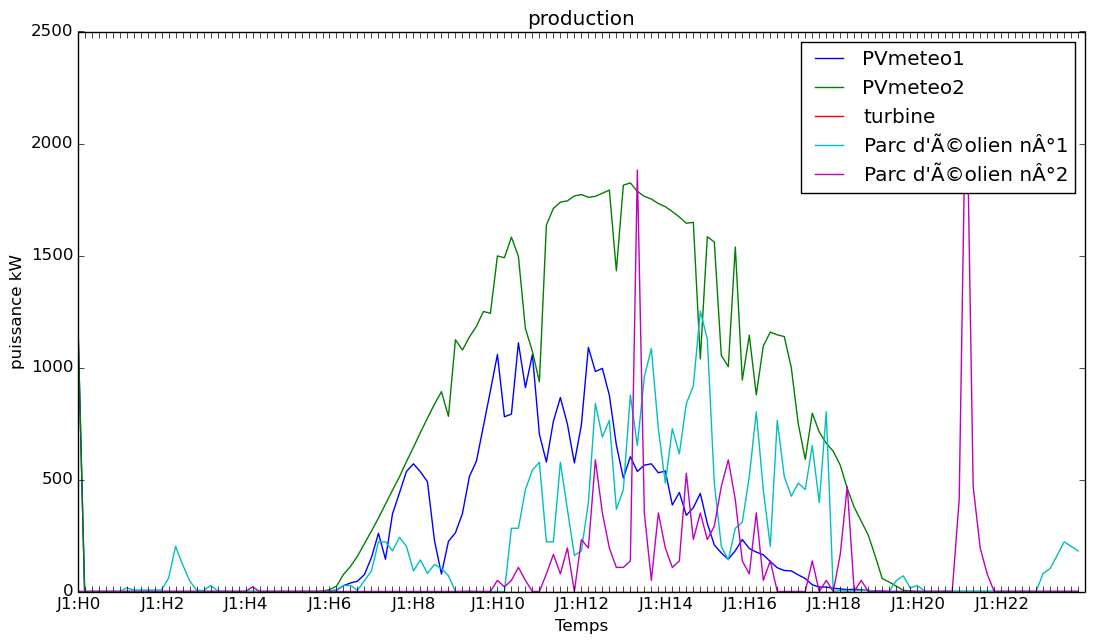 production
2500
2000
1500
1000
500
0
puissance kW
PVmeteo1
PVmeteo2
turbine
Parc d'Ã©olien nÂ°1
Parc d'Ã©olien nÂ°2
J1:H0 J1:H2 J1:H4 J1:H6 J1:H8 J1:H10 J1:H12 J1:H14 J1:H16 J1:H18 J1:H20 J1:H22
Temps